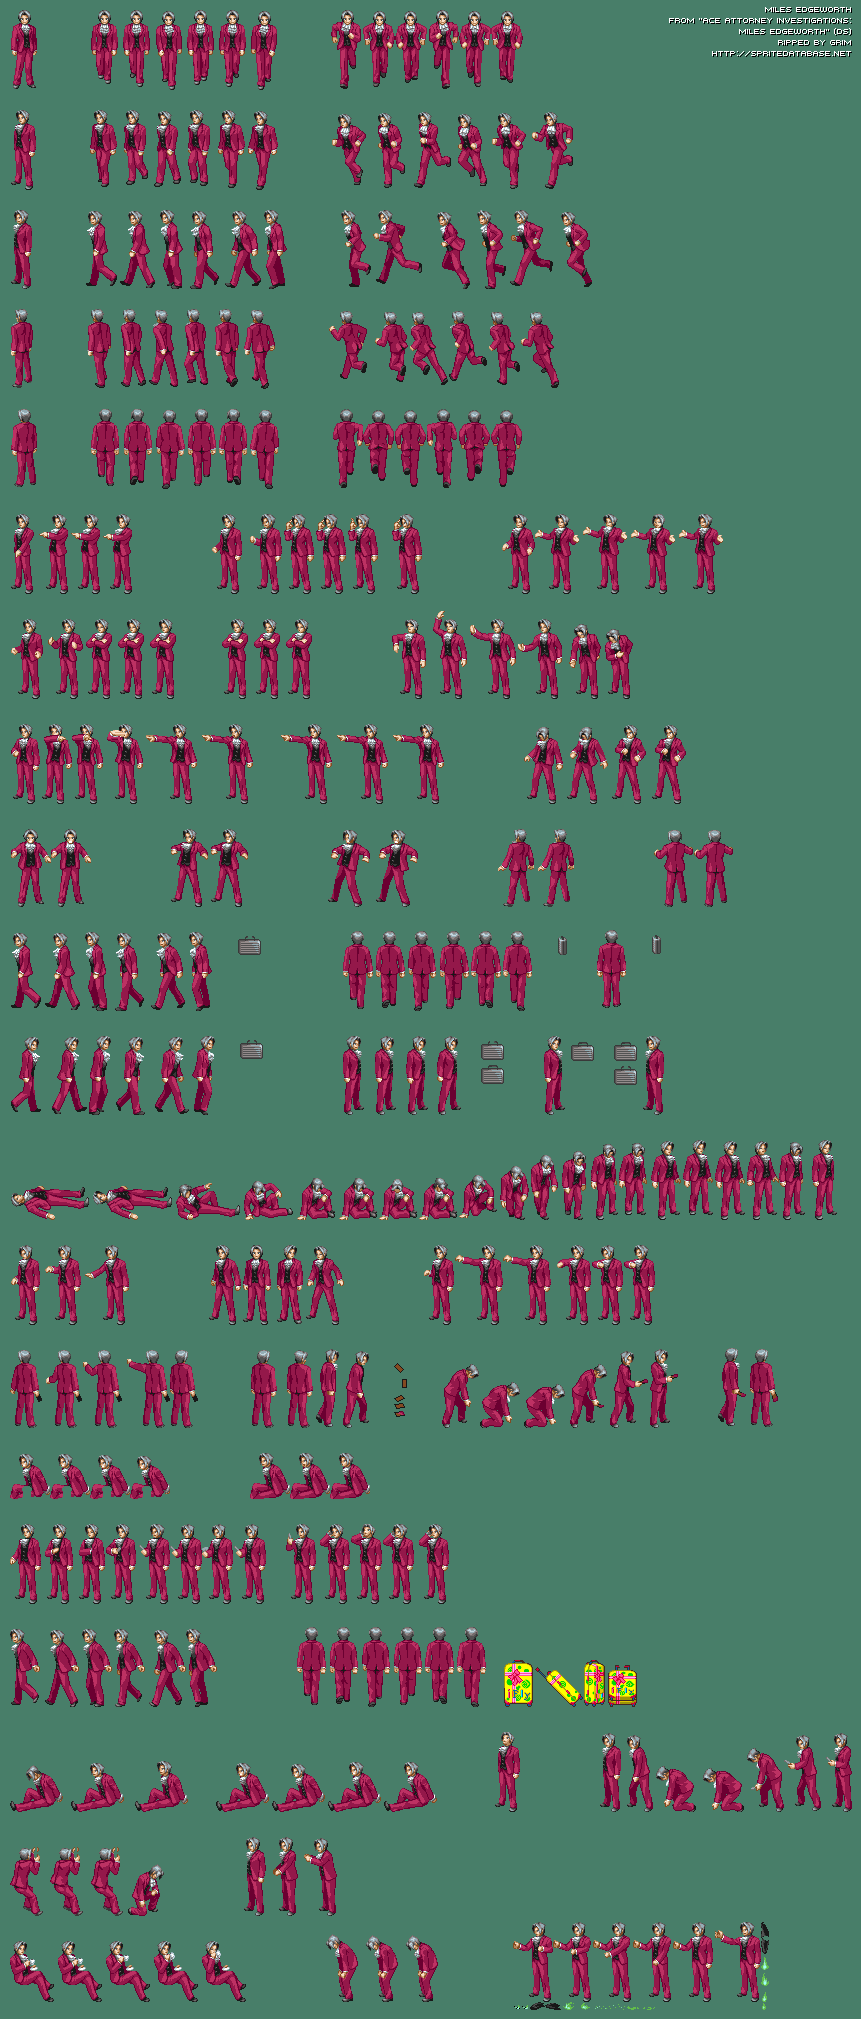 MILES EDGEWORTH
FROM "ACE ATTORNEY INVESTIGATIONS:
MILES EDGEWORTH" (DS)
RIPPED BY GRIM
HTTP://SPRITEDATABASE.NET